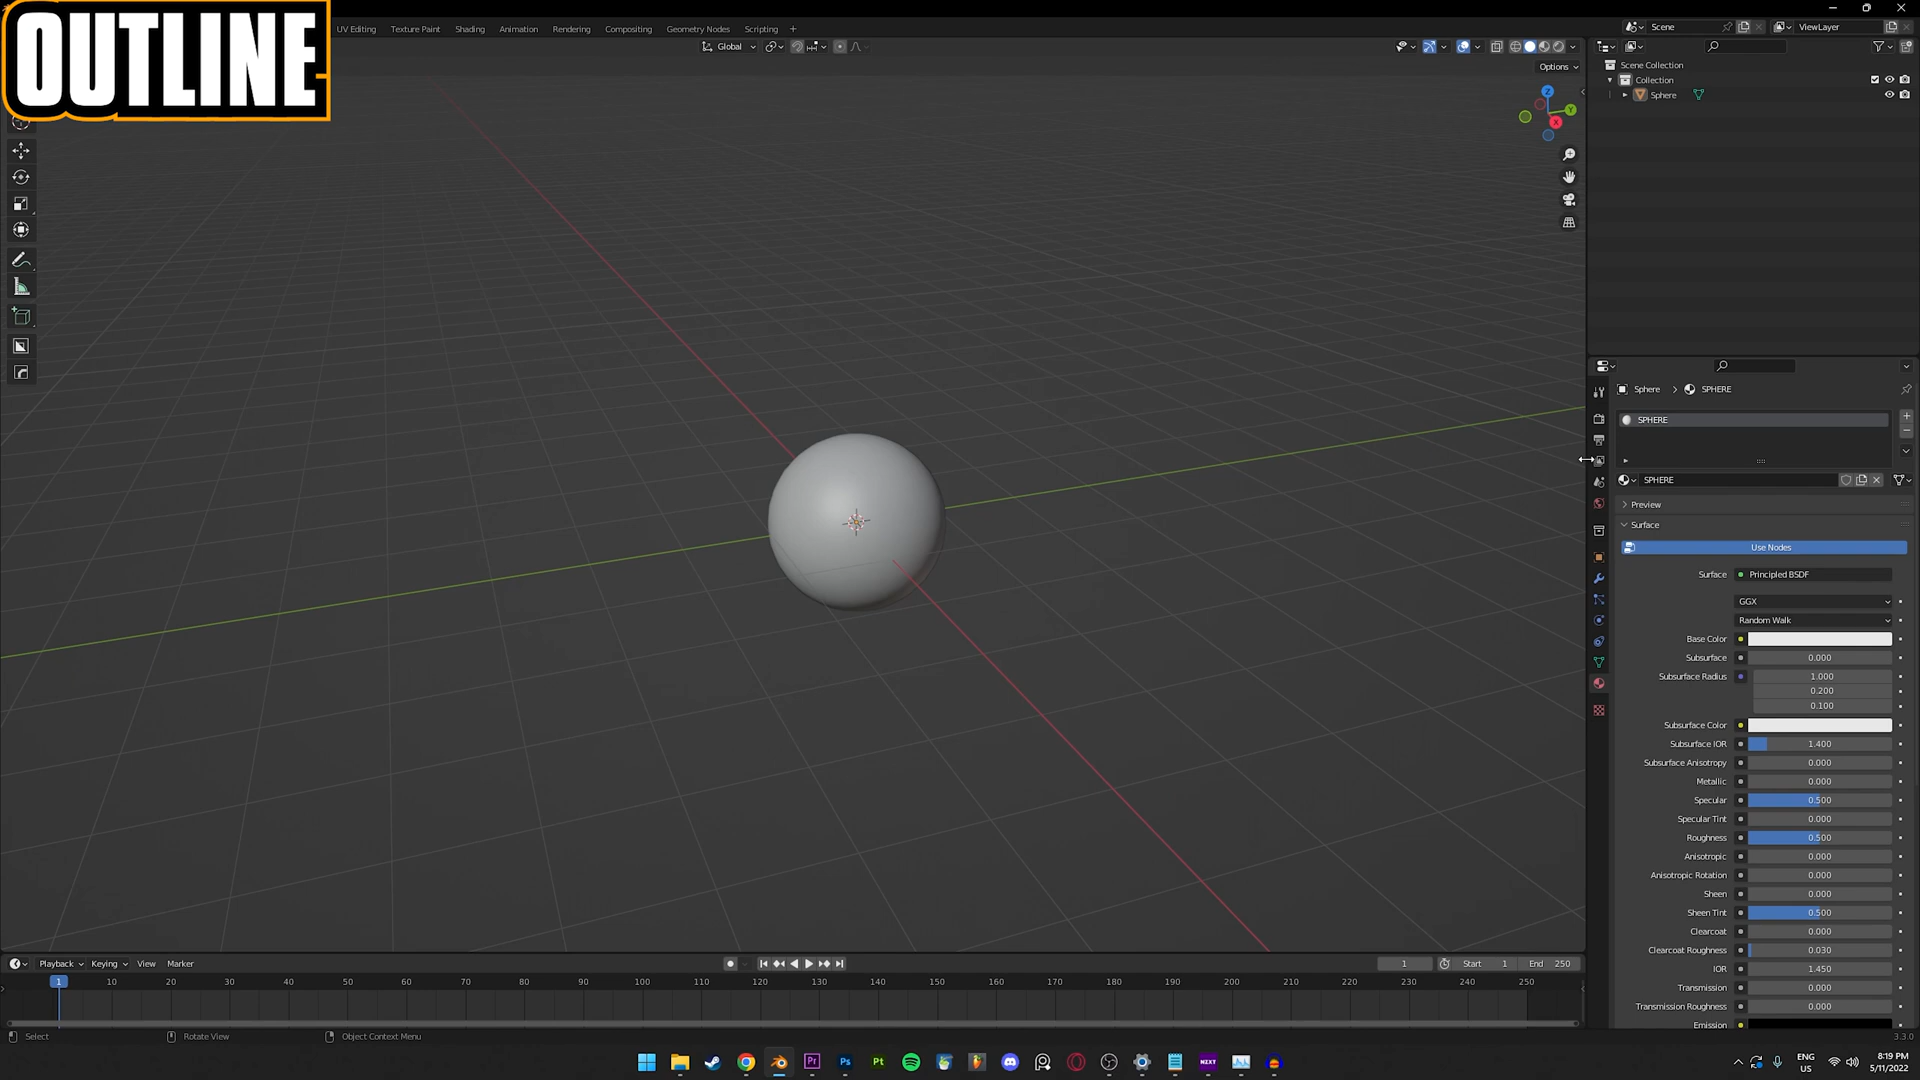 OUTLINE
UV Editing Texture Paint Shading Animation Rendering Compositing Geometry Nodes Scripting +
Scene
ViewLayer
Global
Options
Z
Y
X
Scene Collection
Collection
Sphere
Sphere > SPHERE
SPHERE
SPHERE
Preview
Surface
Use Nodes
Surface Principled BSDF
GGX
Random Walk
Base Color
Subsurface 0.000
Subsurface Radius 1.000
0.200
0.100
Subsurface Color
Subsurface IOR 1.400
Subsurface Anisotropy 0.000
Metallic 0.000
Specular 0.500
Specular Tint 0.000
Roughness 0.500
Anisotropic 0.000
Anisotropic Rotation 0.000
Sheen 0.000
Sheen Tint 0.500
Clearcoat 0.000
Clearcoat Roughness 0.030
IOR 1.450
Transmission 0.000
Transmission Roughness 0.000
Emission
Playback Keying View Marker
1 Start 1 End 250
1 10 20 30 40 50 60 70 80 90 100 110 120 130 140 150 160 170 180 190 200 210 220 230 240 250
Select Rotate View Object Context Menu 3.3.0
Pr Ps Pt NZXT
ENG
US
8:19 PM
5/11/2022